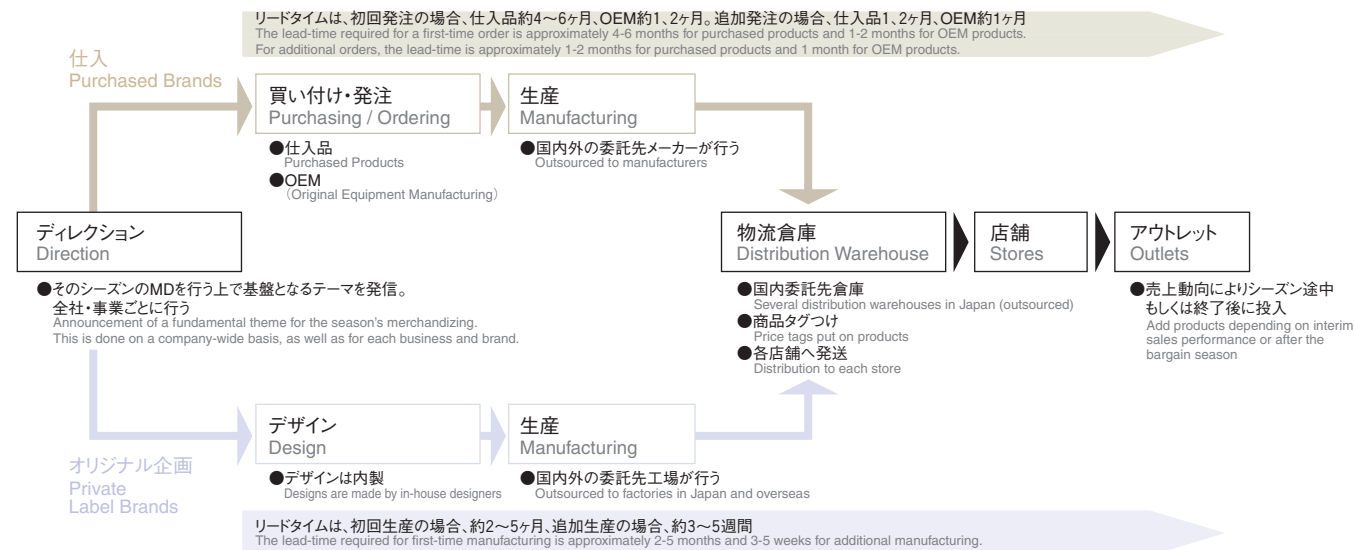 リードタイムは、初回発注の場合、仕入品約4～6ヶ月、OEM約1、2ヶ月。追加発注の場合、仕入品1、2ヶ月、OEM約1ヶ月
The lead-time required for a first-time order is approximately 4-6 months for purchased products and 1-2 months for OEM products.
For additional orders, the lead-time is approximately 1-2 months for purchased products and 1 month for OEM products.
仕入
Purchased Brands
買い付け・発注
Purchasing / Ordering
●仕入品
Purchased Products
●OEM
（Original Equipment Manufacturing）
生産
Manufacturing
●国内外の委託先メーカーが行う
Outsourced to manufacturers
ディレクション
Direction
●そのシーズンのMDを行う上で基盤となるテーマを発信。
全社・事業ごとに行う
Announcement of a fundamental theme for the season's merchandizing.
This is done on a company-wide basis, as well as for each business and brand.
物流倉庫
Distribution Warehouse
●国内委託先倉庫
Several distribution warehouses in Japan (outsourced)
●商品タグつけ
Price tags put on products
●各店舗へ発送
Distribution to each store
店舗
Stores
アウトレット
Outlets
●売上動向によりシーズン途中
もしくは終了後に投入
Add products depending on interim
sales performance or after the
bargain season
オリジナル企画
Private
Label Brands
デザイン
Design
●デザインは内製
Designs are made by in-house designers
生産
Manufacturing
●国内外の委託先工場が行う
Outsourced to factories in Japan and overseas
リードタイムは、初回生産の場合、約2～5ヶ月、追加生産の場合、約3～5週間
The lead-time required for first-time manufacturing is approximately 2-5 months and 3-5 weeks for additional manufacturing.